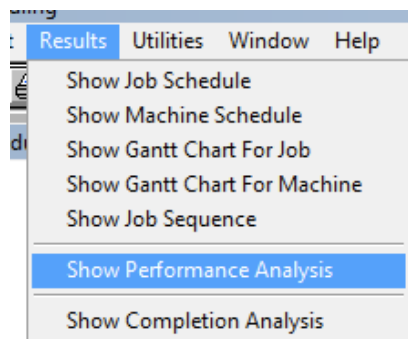 Results Utilities Window Help
Show Job Schedule
Show Machine Schedule
Show Gantt Chart For Job
Show Gantt Chart For Machine
Show Job Sequence
Show Performance Analysis
Show Completion Analysis